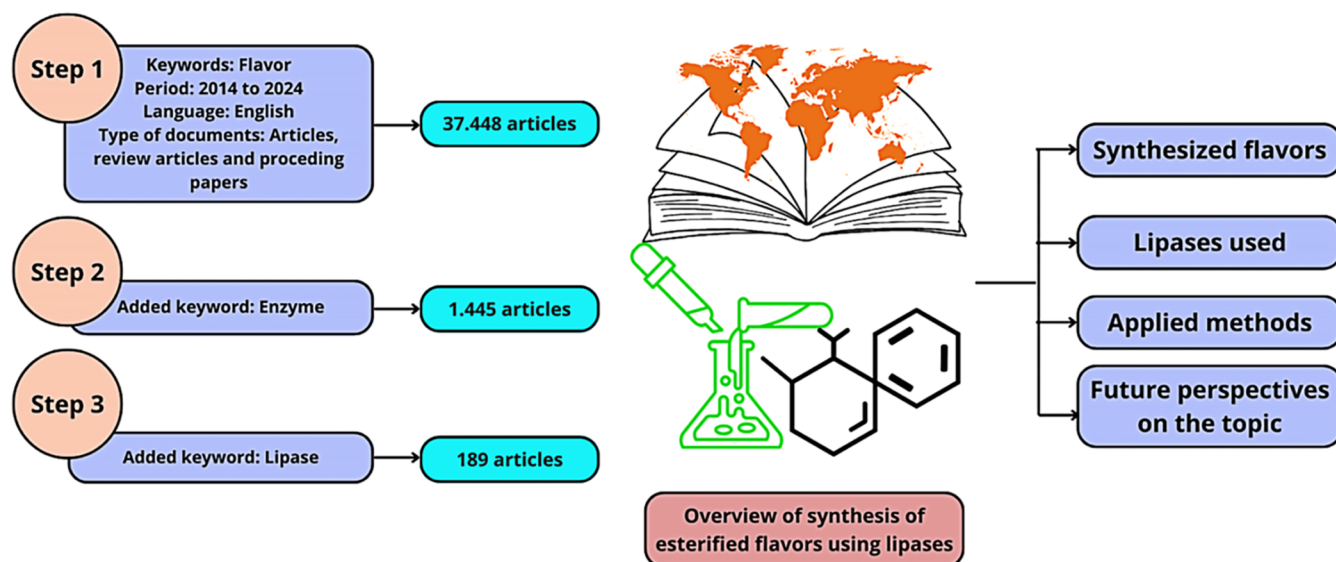 Step 1
Keywords: Flavor
Period: 2014 to 2024
Language: English
Type of documents: Articles,
review articles and proceding
papers
37.448 articles
Step 2
Added keyword: Enzyme
1.445 articles
Step 3
Added keyword: Lipase
189 articles
Overview of synthesis of
esterified flavors using lipases
Synthesized flavors
Lipases used
Applied methods
Future perspectives
on the topic